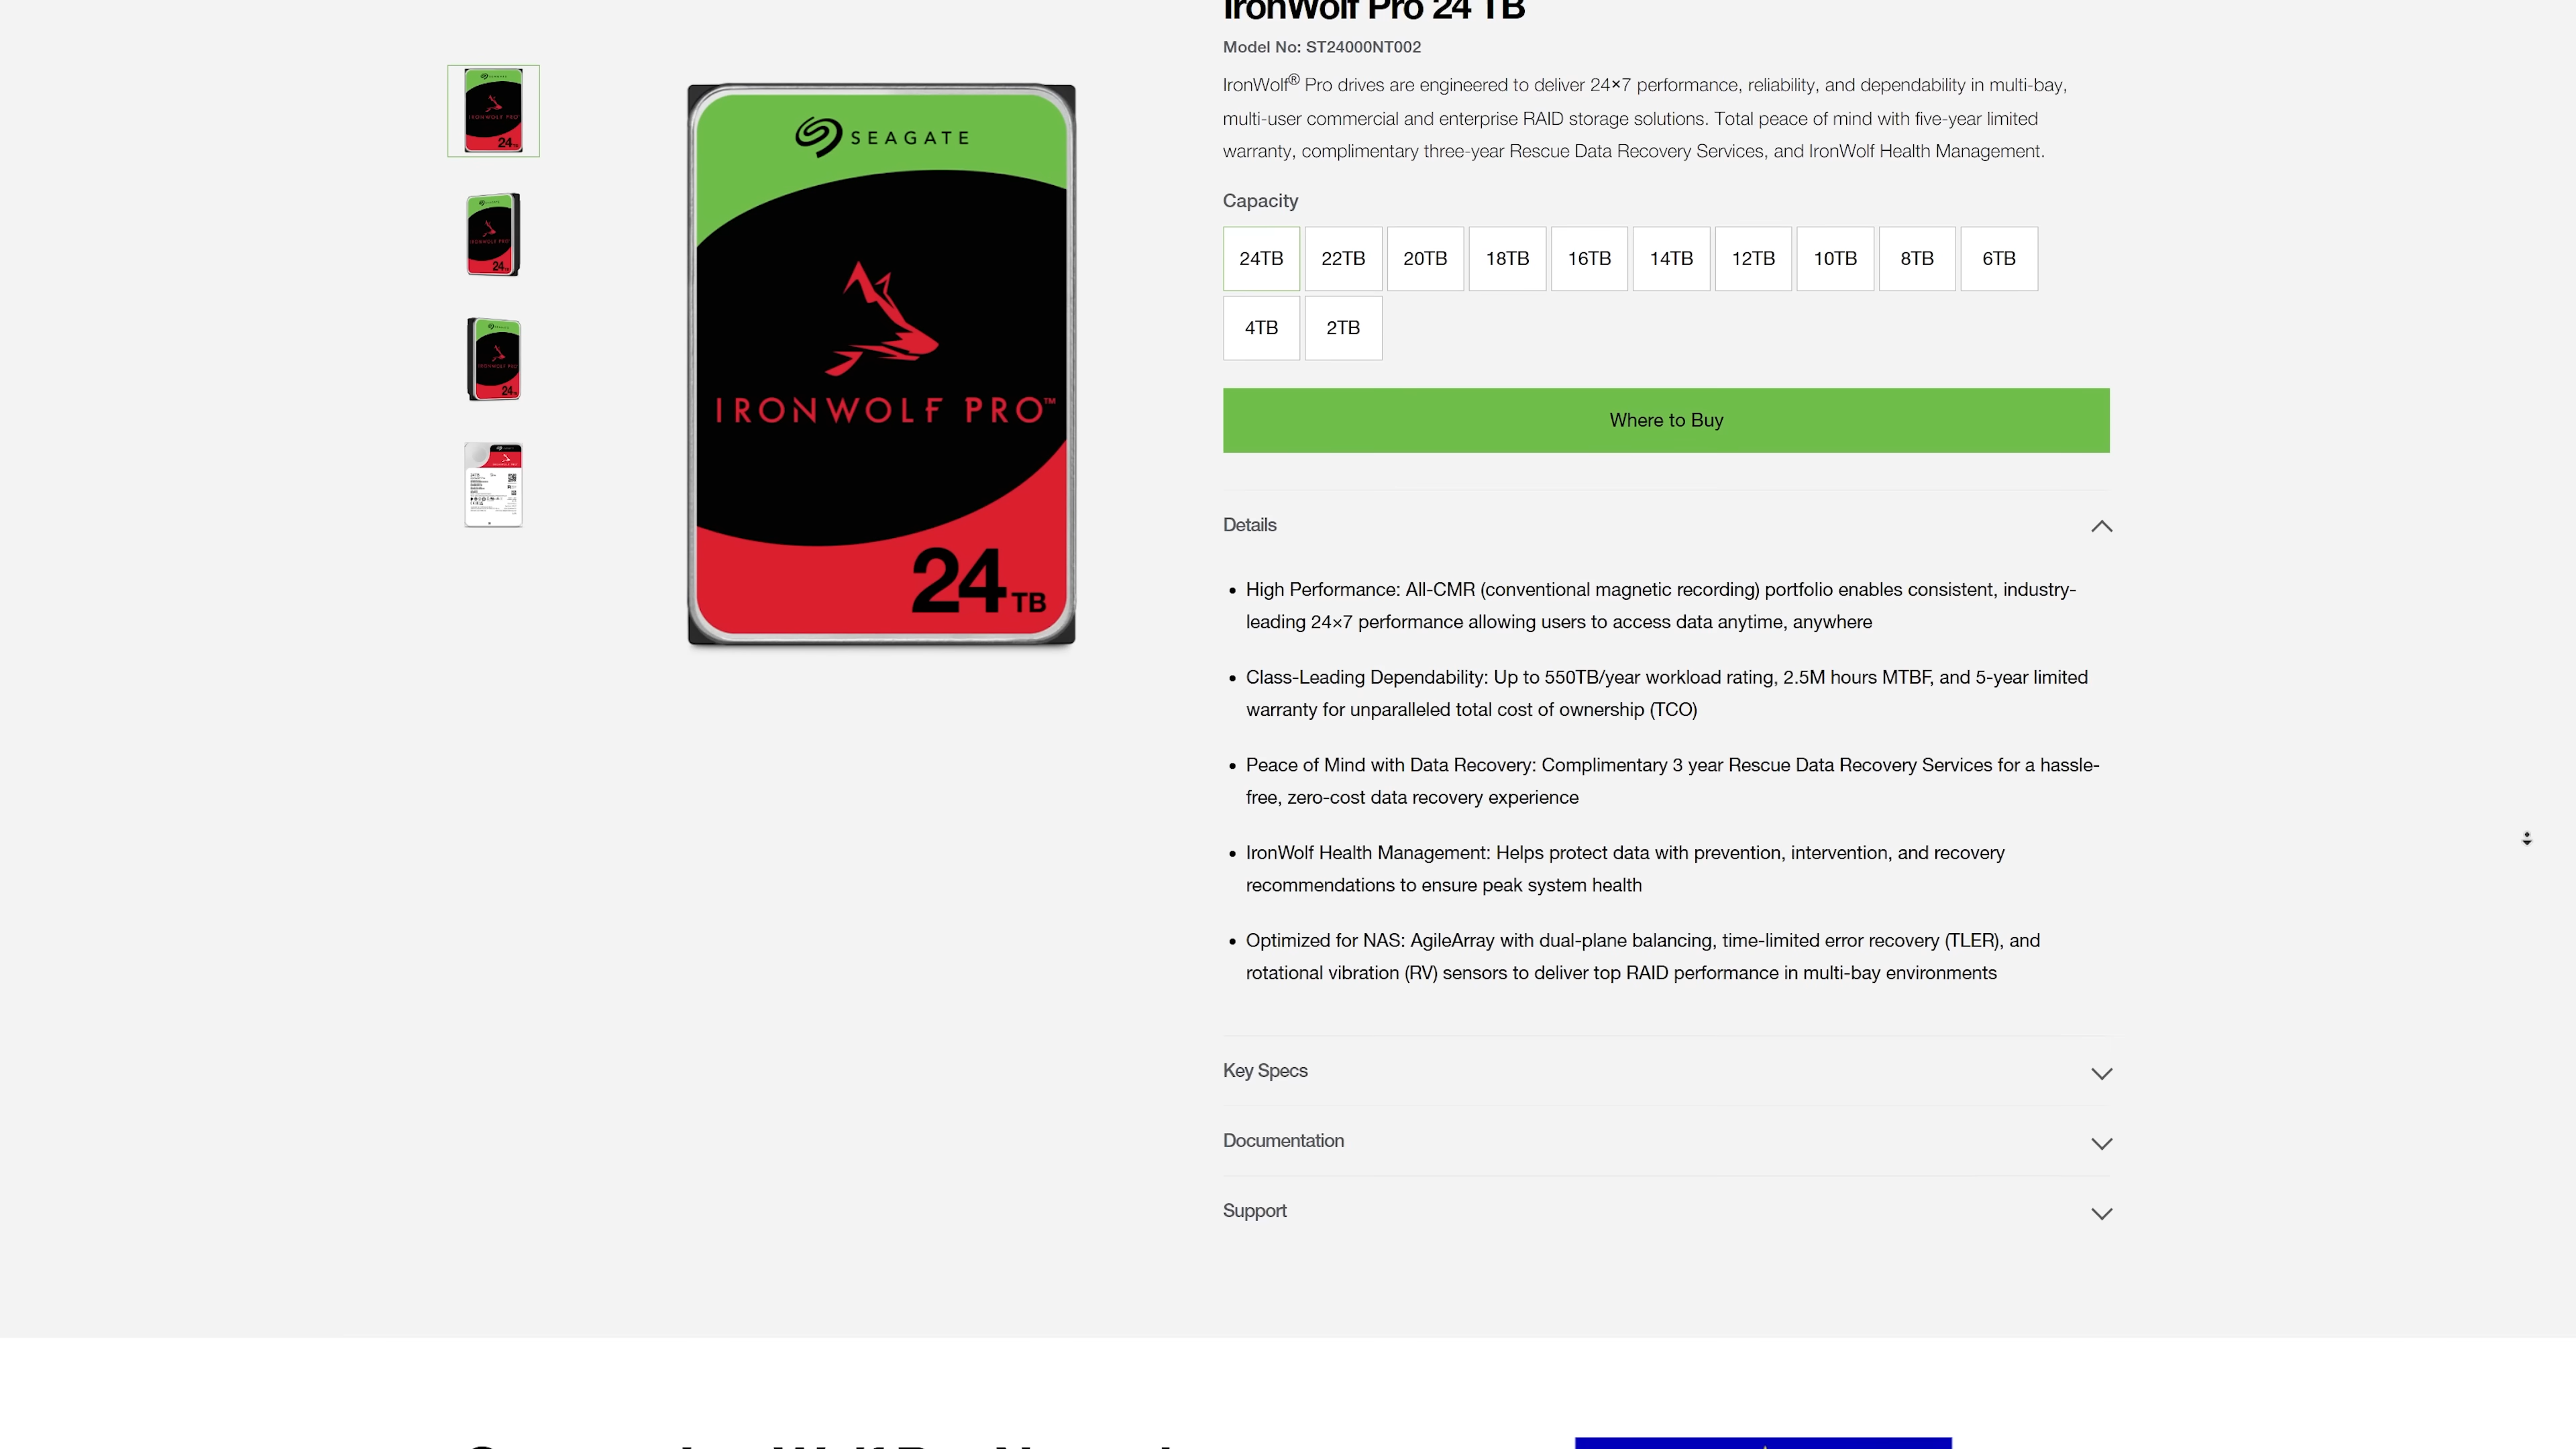 IronWolf Pro 24 TB
Model No: ST24000NT002
IronWolf® Pro drives are engineered to deliver 24×7 performance, reliability, and dependability in multi-bay,
multi-user commercial and enterprise RAID storage solutions. Total peace of mind with five-year limited
warranty, complimentary three-year Rescue Data Recovery Services, and IronWolf Health Management.
SEAGATE
IRONWOLF PRO™
24 TB
Capacity
24TB 22TB 20TB 18TB 16TB 14TB 12TB 10TB 8TB 6TB
4TB 2TB
Where to Buy
Details
• High Performance: All-CMR (conventional magnetic recording) portfolio enables consistent, industry-
leading 24×7 performance allowing users to access data anytime, anywhere
• Class-Leading Dependability: Up to 550TB/year workload rating, 2.5M hours MTBF, and 5-year limited
warranty for unparalleled total cost of ownership (TCO)
• Peace of Mind with Data Recovery: Complimentary 3 year Rescue Data Recovery Services for a hassle-
free, zero-cost data recovery experience
• IronWolf Health Management: Helps protect data with prevention, intervention, and recovery
recommendations to ensure peak system health
• Optimized for NAS: AgileArray with dual-plane balancing, time-limited error recovery (TLER), and
rotational vibration (RV) sensors to deliver top RAID performance in multi-bay environments
Key Specs
Documentation
Support